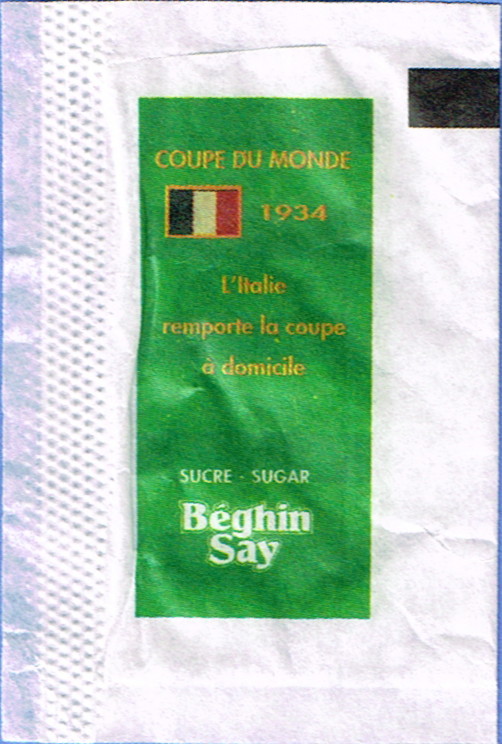 COUPE DU MONDE
1934
L'Italie
remporte la coupe
à domicile
SUCRE - SUGAR
Béghin
Say